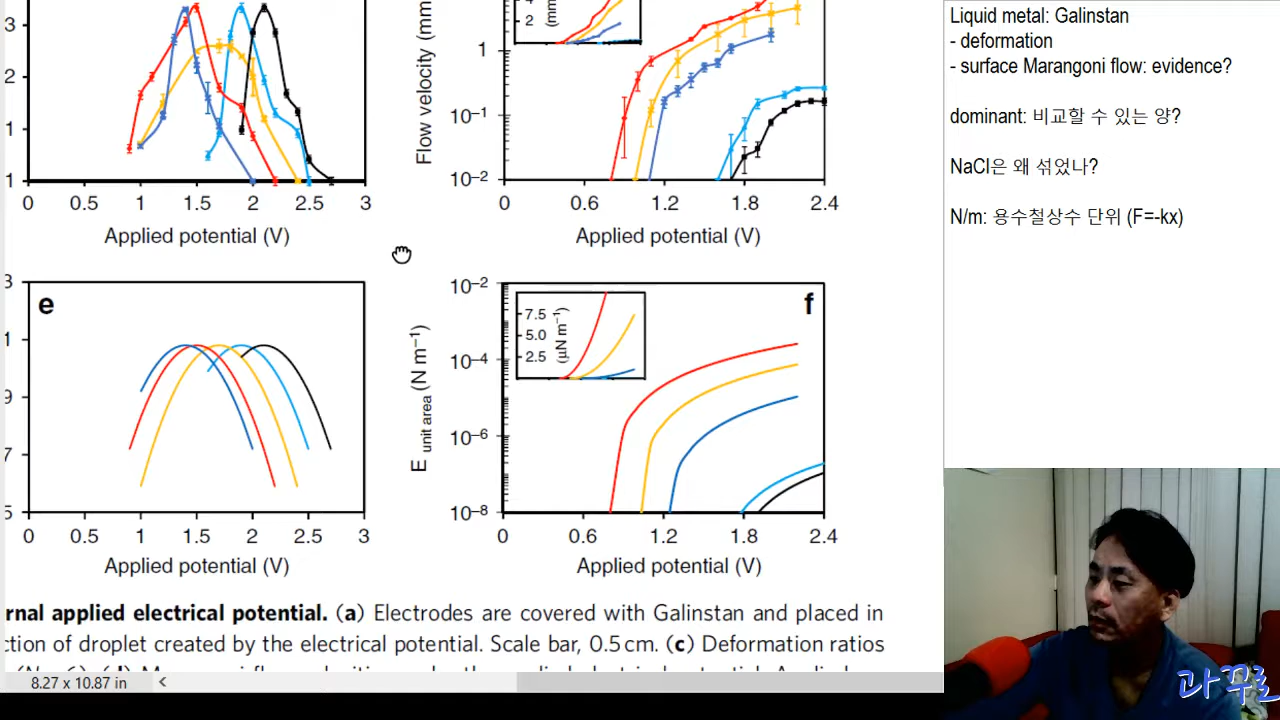 3
2
1
1
0 0.5 1 1.5 2 2.5 3
Applied potential (V)
Flow velocity (mm
4
2
(mm
1
10⁻¹
10⁻²
0 0.6 1.2 1.8 2.4
Applied potential (V)
e
3
1
9
7
5
0 0.5 1 1.5 2 2.5 3
Applied potential (V)
f
E unit area (N m⁻¹)
10⁻²
10⁻⁴
10⁻⁶
10⁻⁸
7.5
5.0
2.5
(μN m⁻¹)
0 0.6 1.2 1.8 2.4
Applied potential (V)
rnal applied electrical potential. (a) Electrodes are covered with Galinstan and placed in
ction of droplet created by the electrical potential. Scale bar, 0.5 cm. (c) Deformation ratios
8.27 x 10.87 in
Liquid metal: Galinstan
- deformation
- surface Marangoni flow: evidence?
dominant: 비교할 수 있는 양?
NaCl은 왜 섞었나?
N/m: 용수철상수 단위 (F=-kx)
과꾸로